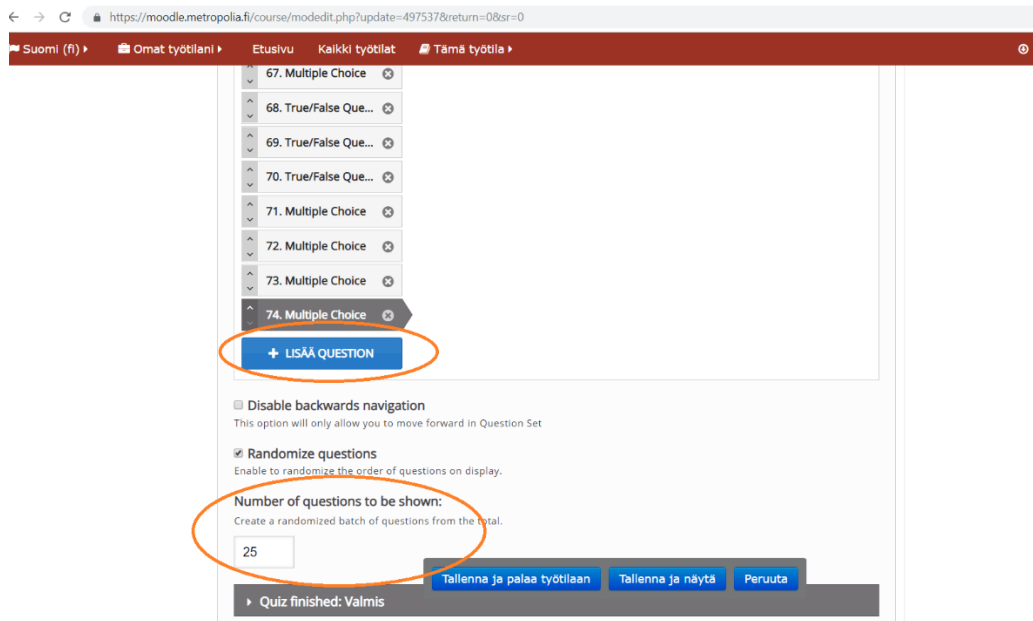 https://moodle.metropolia.fi/course/modedit.php?update=497537&return=0&sr=0
Suomi (fi) Omat työtilani Etusivu Kaikki työtilat Tämä työtila
67. Multiple Choice
68. True/False Que...
69. True/False Que...
70. True/False Que...
71. Multiple Choice
72. Multiple Choice
73. Multiple Choice
74. Multiple Choice
+ LISÄÄ QUESTION
Disable backwards navigation
This option will only allow you to move forward in Question Set
Randomize questions
Enable to randomize the order of questions on display.
Number of questions to be shown:
Create a randomized batch of questions from the total.
25
Tallenna ja palaa työtilaan Tallenna ja näytä Peruuta
Quiz finished: Valmis